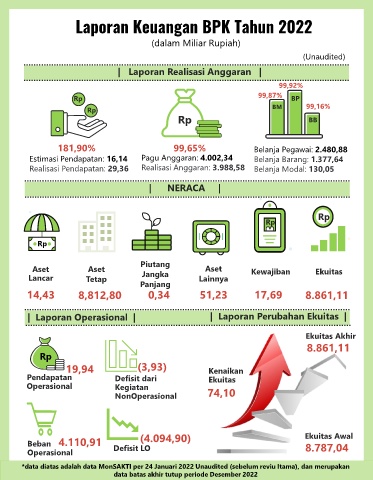 Laporan Keuangan BPK Tahun 2022
(dalam Miliar Rupiah)
(Unaudited)
| Laporan Realisasi Anggaran |
Rp
Rp
181,90%
Estimasi Pendapatan: 16,14
Realisasi Pendapatan: 29,36
Rp
99,65%
Pagu Anggaran: 4.002,34
Realisasi Anggaran: 3.988,58
99,92%
99,87%
99,16%
BM
BP
BB
Belanja Pegawai: 2.480,88
Belanja Barang: 1.377,64
Belanja Modal: 130,05
| NERACA |
Rp
Rp
Rp
Aset
Lancar
14,43
Aset
Tetap
8,812,80
Piutang
Jangka
Panjang
0,34
Aset
Lainnya
51,23
Kewajiban
17,69
Ekuitas
8.861,11
| Laporan Operasional |
Rp
19,94
Pendapatan
Operasional
(3,93)
Defisit dari
Kegiatan
NonOperasional
4.110,91
Beban
Operasional
(4.094,90)
Defisit LO
| Laporan Perubahan Ekuitas |
Ekuitas Akhir
8.861,11
Kenaikan
Ekuitas
74,10
Ekuitas Awal
8.787,04
*data diatas adalah data MonSAKTI per 24 Januari 2022 Unaudited (sebelum reviu Itama), dan merupakan
data batas akhir tutup periode Desember 2022